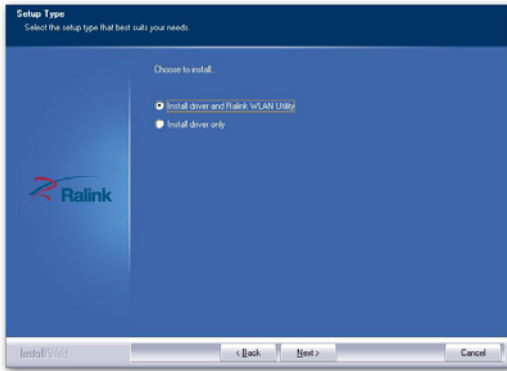 Setup Type
Select the setup type that best suits your needs.
Choose to install...
Install driver and Ralink WLAN Utility
Install driver only
Ralink
InstallShield
< Back
Next >
Cancel